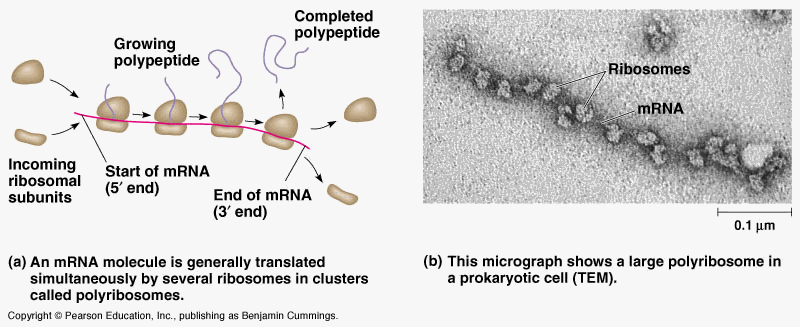 (a)
Growing
polypeptide
Completed
polypeptide
Incoming
ribosomal
subunits
Start of mRNA
(5′ end)
End of mRNA
(3′ end)
(a) An mRNA molecule is generally translated
simultaneously by several ribosomes in clusters
called polyribosomes.
(b)
Ribosomes
mRNA
0.1 µm
(b) This micrograph shows a large polyribosome in
a prokaryotic cell (TEM).
Copyright © Pearson Education, Inc., publishing as Benjamin Cummings.